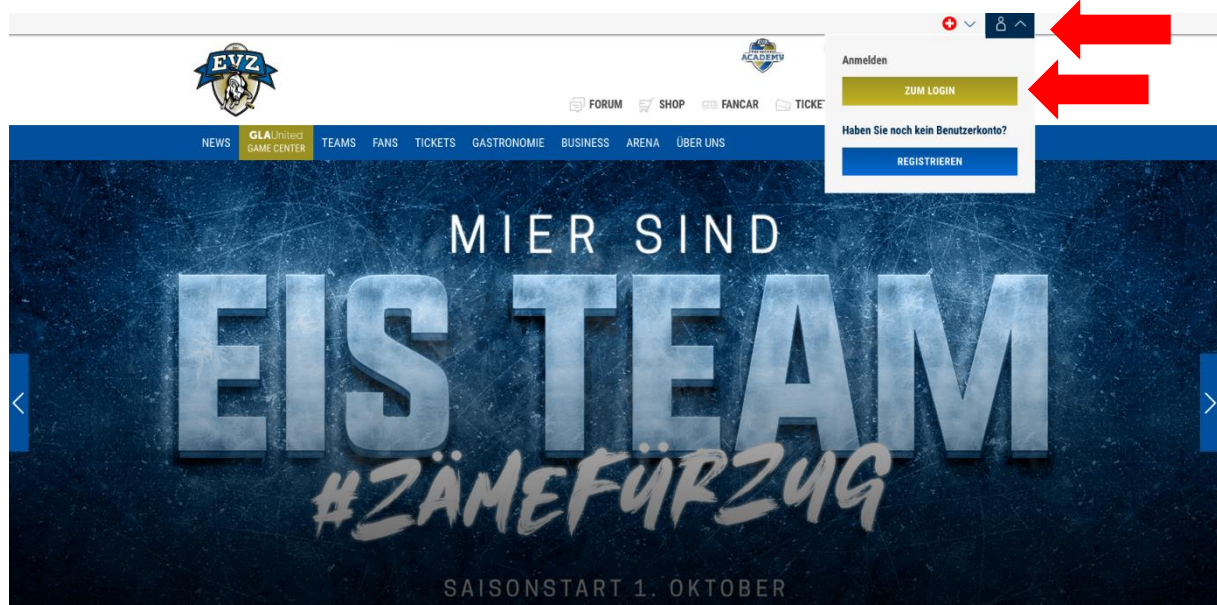 EVZ
ACADEMY
FORUM
SHOP
FANCAR
Anmelden
ZUM LOGIN
Haben Sie noch kein Benutzerkonto?
REGISTRIEREN
NEWS
GLAUnited
GAME CENTER
TEAMS
FANS
TICKETS
GASTRONOMIE
BUSINESS
ARENA
ÜBER UNS
MIER SIND
EIS TEAM
#ZÄMEFÜRZUG
SAISONSTART 1. OKTOBER